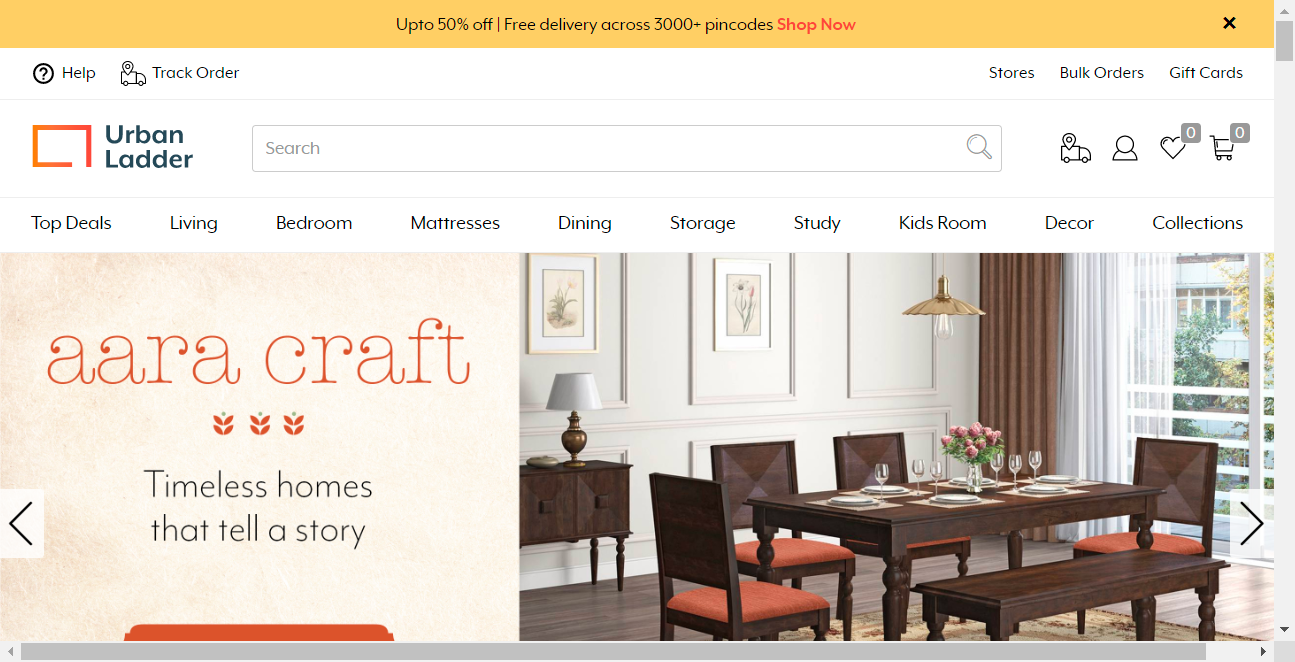 Upto 50% off | Free delivery across 3000+ pincodes Shop Now
Help
Track Order
Stores
Bulk Orders
Gift Cards
Urban
Ladder
Search
0
0
Top Deals
Living
Bedroom
Mattresses
Dining
Storage
Study
Kids Room
Decor
Collections
aara craft
Timeless homes
that tell a story